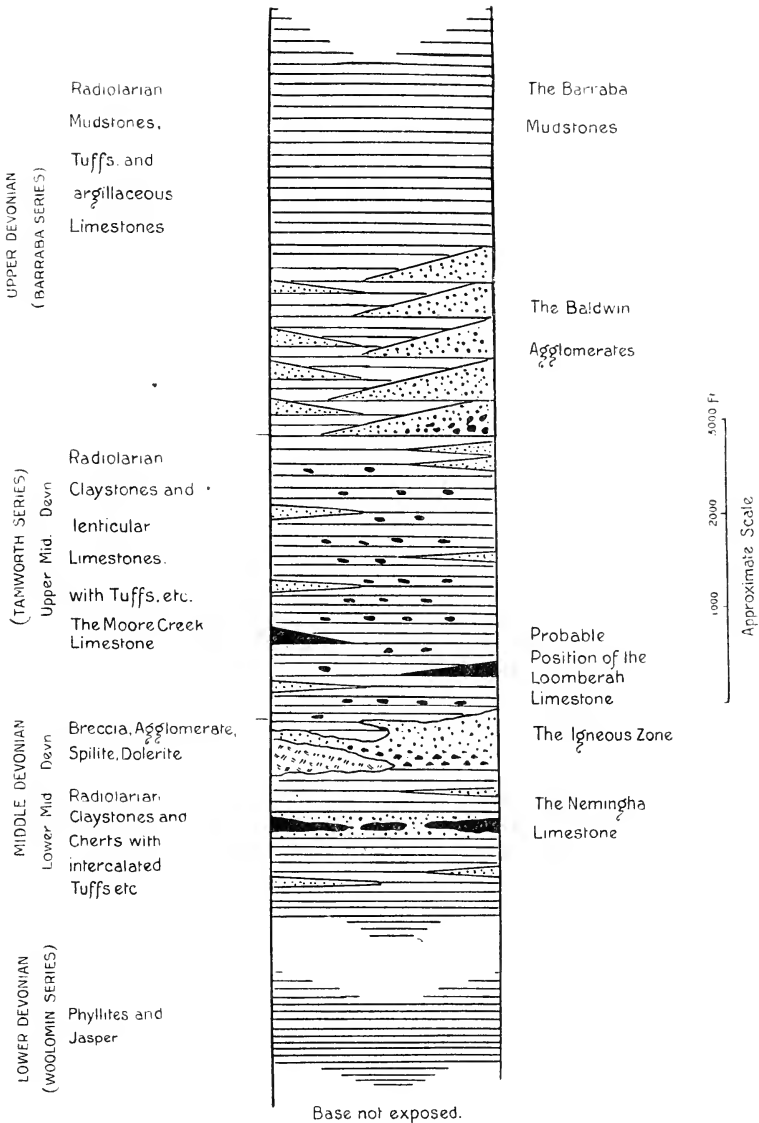 UPPER DEVONIAN
(BARRABA SERIES)
Radiolarian
Mudstones,
Tuffs. and
argillaceous
Limestones
The Barraba
Mudstones
The Baldwin
Agglomerates
(TAMWORTH SERIES)
Upper Mid. Devn
Radiolarian
Claystones and
lenticular
Limestones.
with Tuffs, etc.
The Moore Creek
Limestone
Probable
Position of the
Loomberah
Limestone
MIDDLE DEVONIAN
Lower Mid Devn
Breccia, Agglomerate,
Spilite, Dolerite
The Igneous Zone
Radiolarian
Claystones and
Cherts with
intercalated
Tuffs etc
The Nemingha
Limestone
LOWER DEVONIAN
(WOOLOMIN SERIES)
Phyllites and
Jasper
Base not exposed.
3000 Ft
2000
1000
Approximate Scale